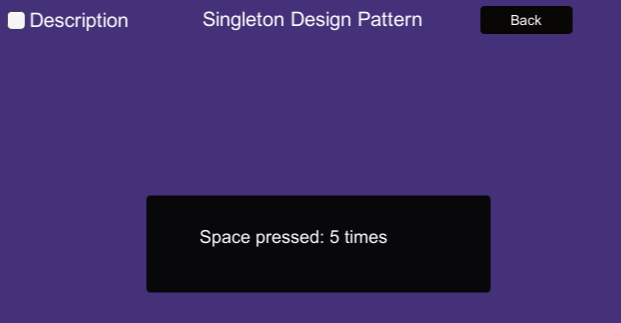 Description
Singleton Design Pattern
Back
Space pressed: 5 times